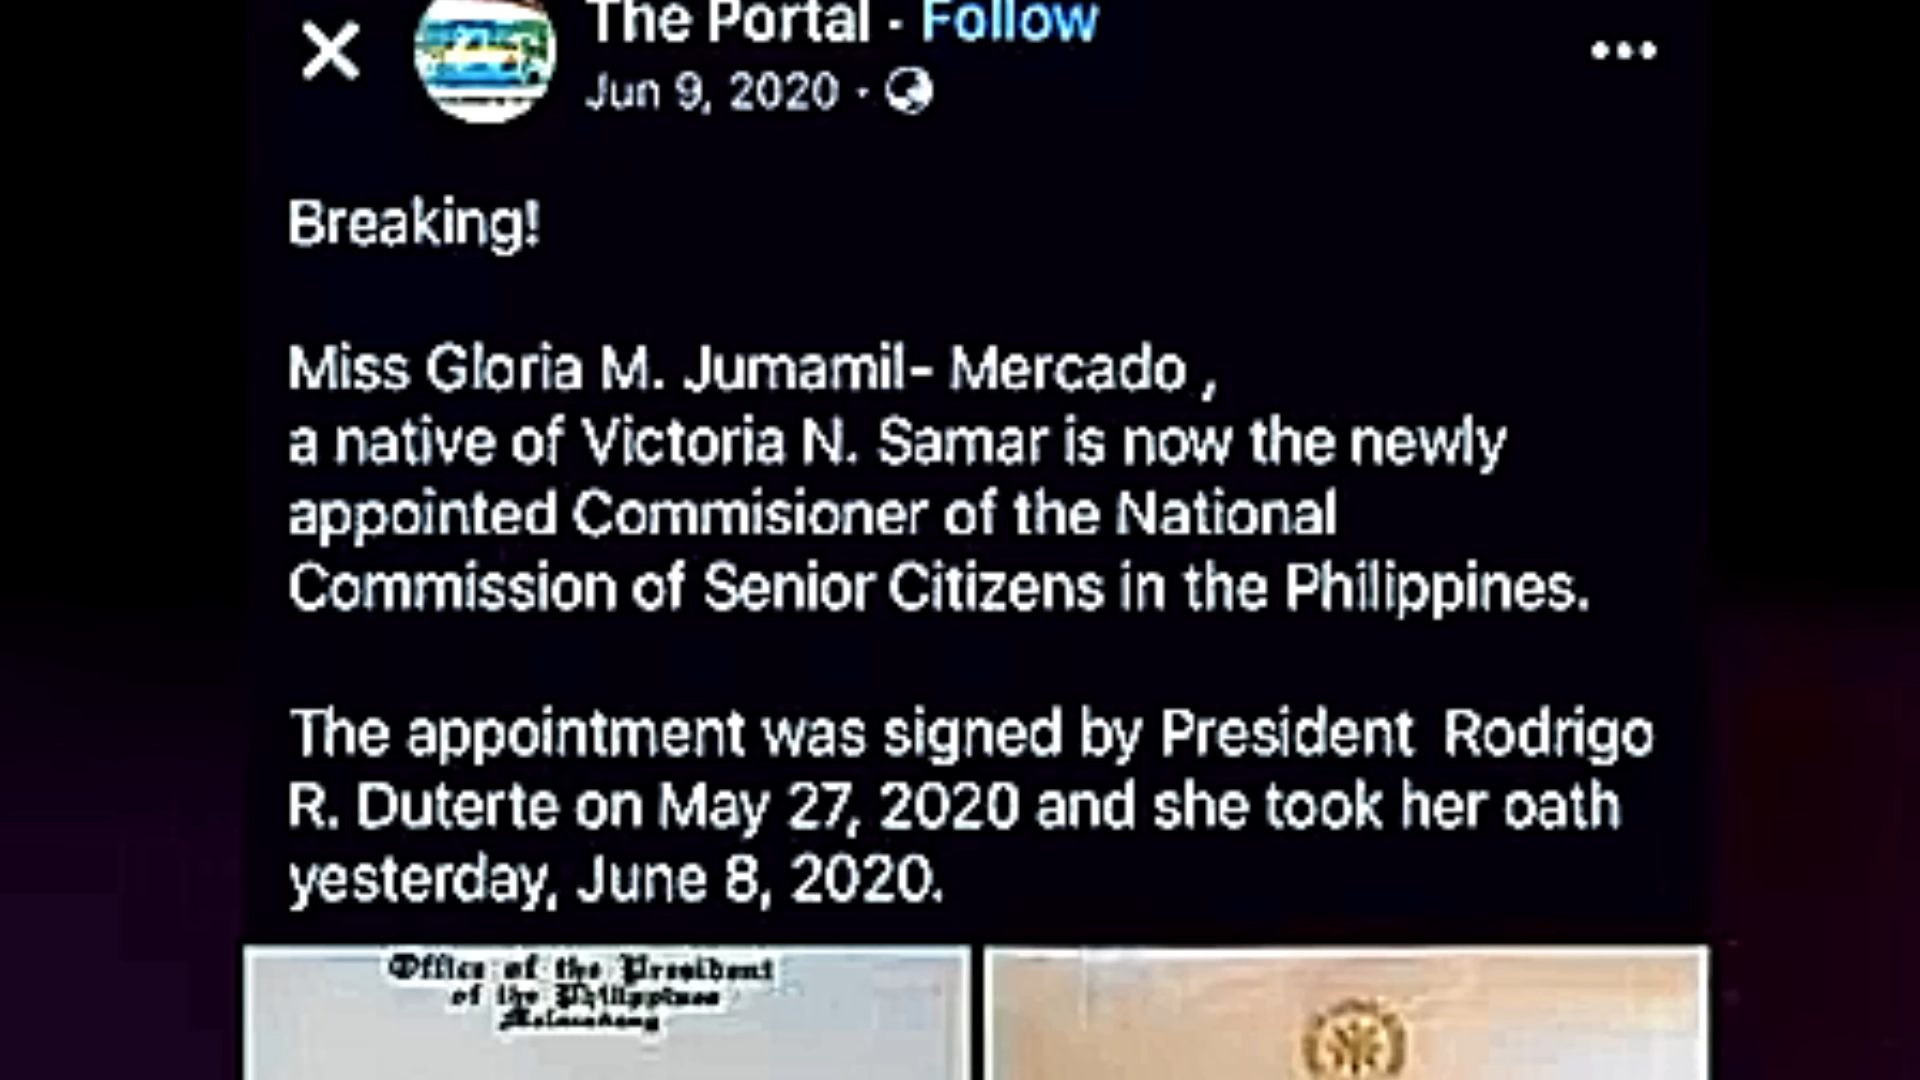 The Portal - Follow
Jun 9, 2020 ·
Breaking!
Miss Gloria M. Jumamil- Mercado ,
a native of Victoria N. Samar is now the newly
appointed Commisioner of the National
Commission of Senior Citizens in the Philippines.
The appointment was signed by President Rodrigo
R. Duterte on May 27, 2020 and she took her oath
yesterday, June 8, 2020.
Office of the President
of the Philippines
Malacañang